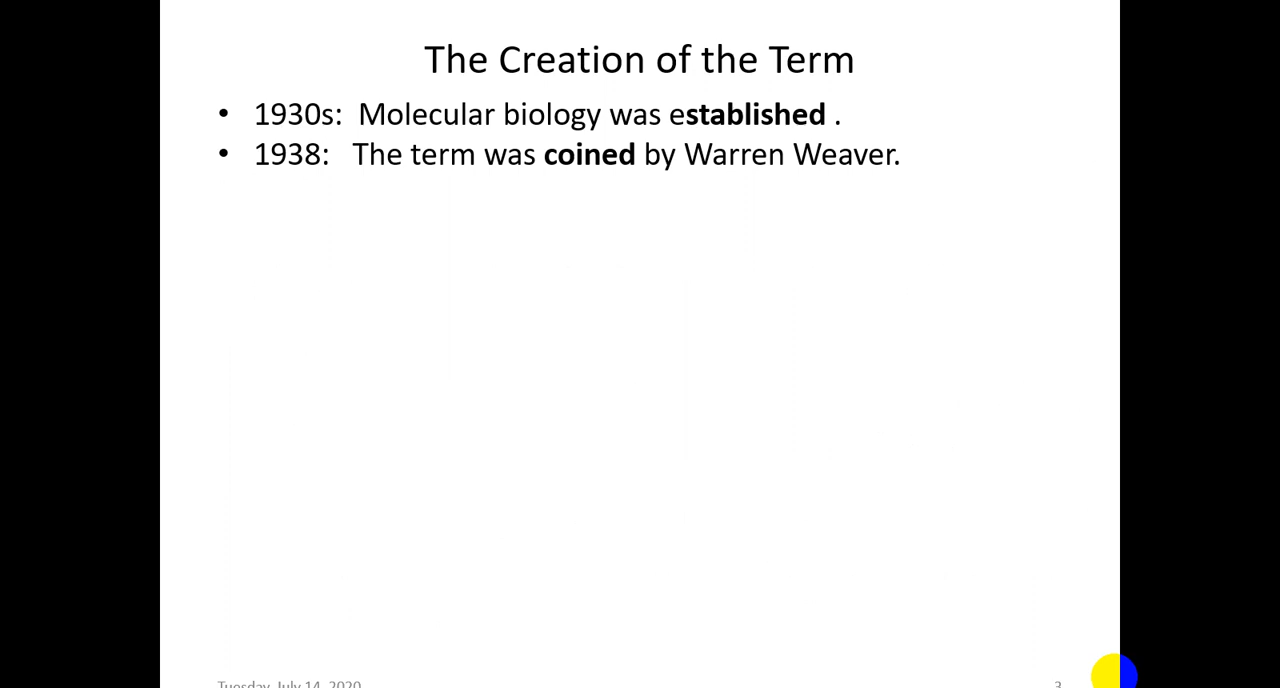 The Creation of the Term
• 1930s: Molecular biology was established .
• 1938: The term was coined by Warren Weaver.
Tuesday, July 14, 2020
3